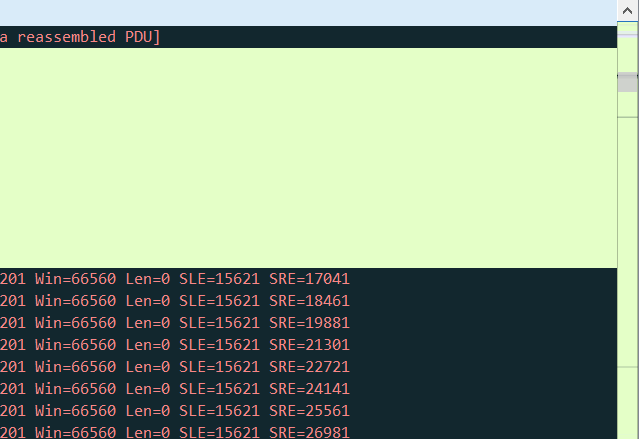 a reassembled PDU]
201 Win=66560 Len=0 SLE=15621 SRE=17041
201 Win=66560 Len=0 SLE=15621 SRE=18461
201 Win=66560 Len=0 SLE=15621 SRE=19881
201 Win=66560 Len=0 SLE=15621 SRE=21301
201 Win=66560 Len=0 SLE=15621 SRE=22721
201 Win=66560 Len=0 SLE=15621 SRE=24141
201 Win=66560 Len=0 SLE=15621 SRE=25561
201 Win=66560 Len=0 SLE=15621 SRE=26981